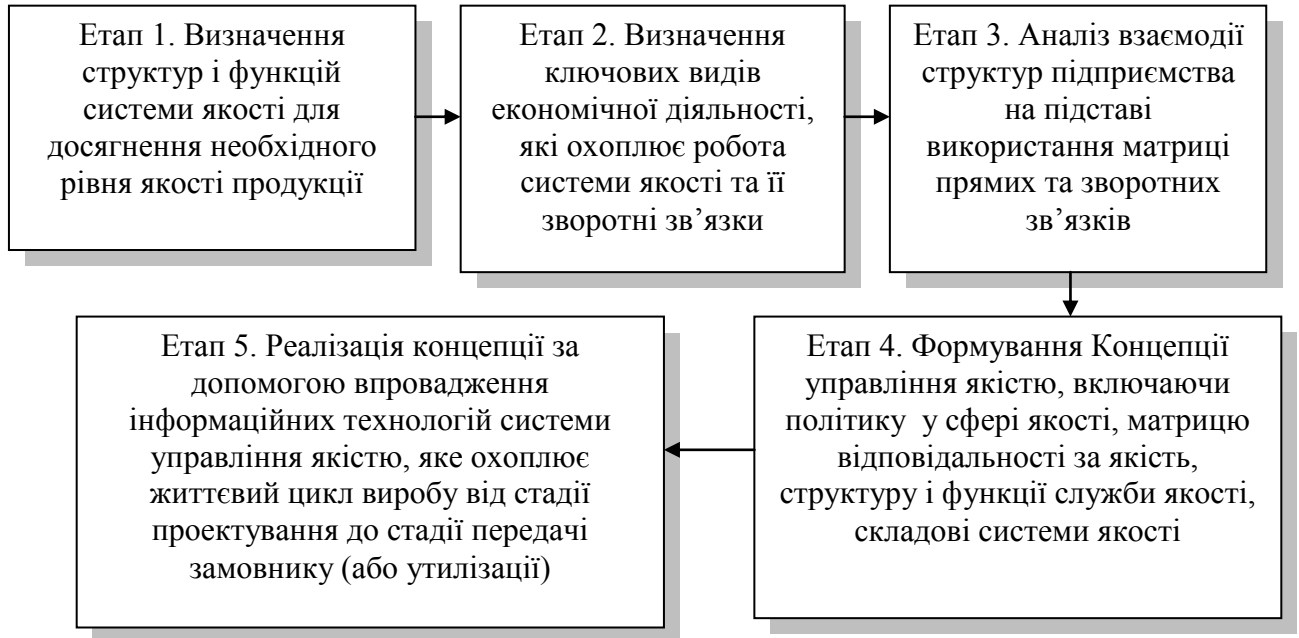 Етап 1. Визначення
структур і функцій
системи якості для
досягнення необхідного
рівня якості продукції
Етап 2. Визначення
ключових видів
економічної діяльності,
які охоплює робота
системи якості та її
зворотні зв’язки
Етап 3. Аналіз взаємодії
структур підприємства
на підставі
використання матриці
прямих та зворотних
зв’язків
Етап 4. Формування Концепції
управління якістю, включаючи
політику у сфері якості, матрицю
відповідальності за якість,
структуру і функції служби якості,
складові системи якості
Етап 5. Реалізація концепції за
допомогою впровадження
інформаційних технологій системи
управління якістю, яке охоплює
життєвий цикл виробу від стадії
проектування до стадії передачі
замовнику (або утилізації)